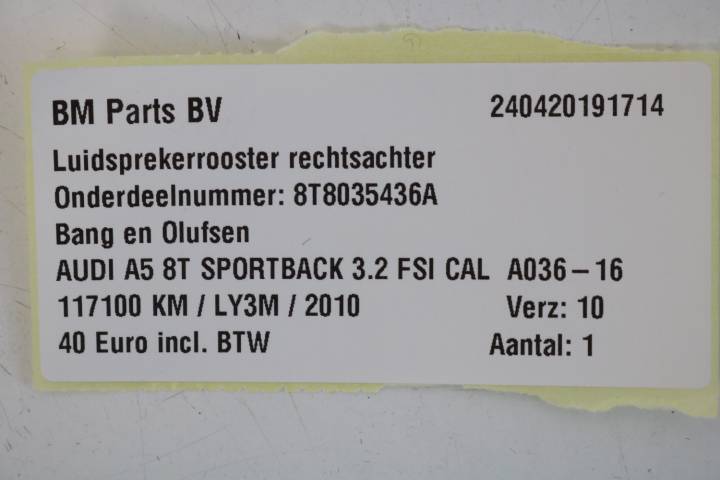 BM Parts BV 240420191714
Luidsprekerrooster rechtsachter
Onderdeelnummer: 8T8035436A
Bang en Olufsen
AUDI A5 8T SPORTBACK 3.2 FSI CAL A036-16
117100 KM / LY3M / 2010 Verz: 10
40 Euro incl. BTW Aantal: 1